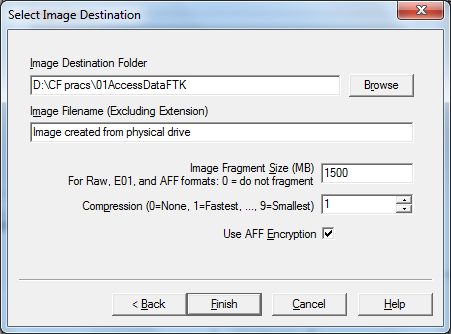 Select Image Destination
Image Destination Folder
D:\CF pracs\01AccessDataFTK
Browse
Image Filename (Excluding Extension)
Image created from physical drive
Image Fragment Size (MB)
1500
For Raw, E01, and AFF formats: 0 = do not fragment
Compression (0=None, 1=Fastest, ..., 9=Smallest)
1
Use AFF Encryption
< Back
Finish
Cancel
Help